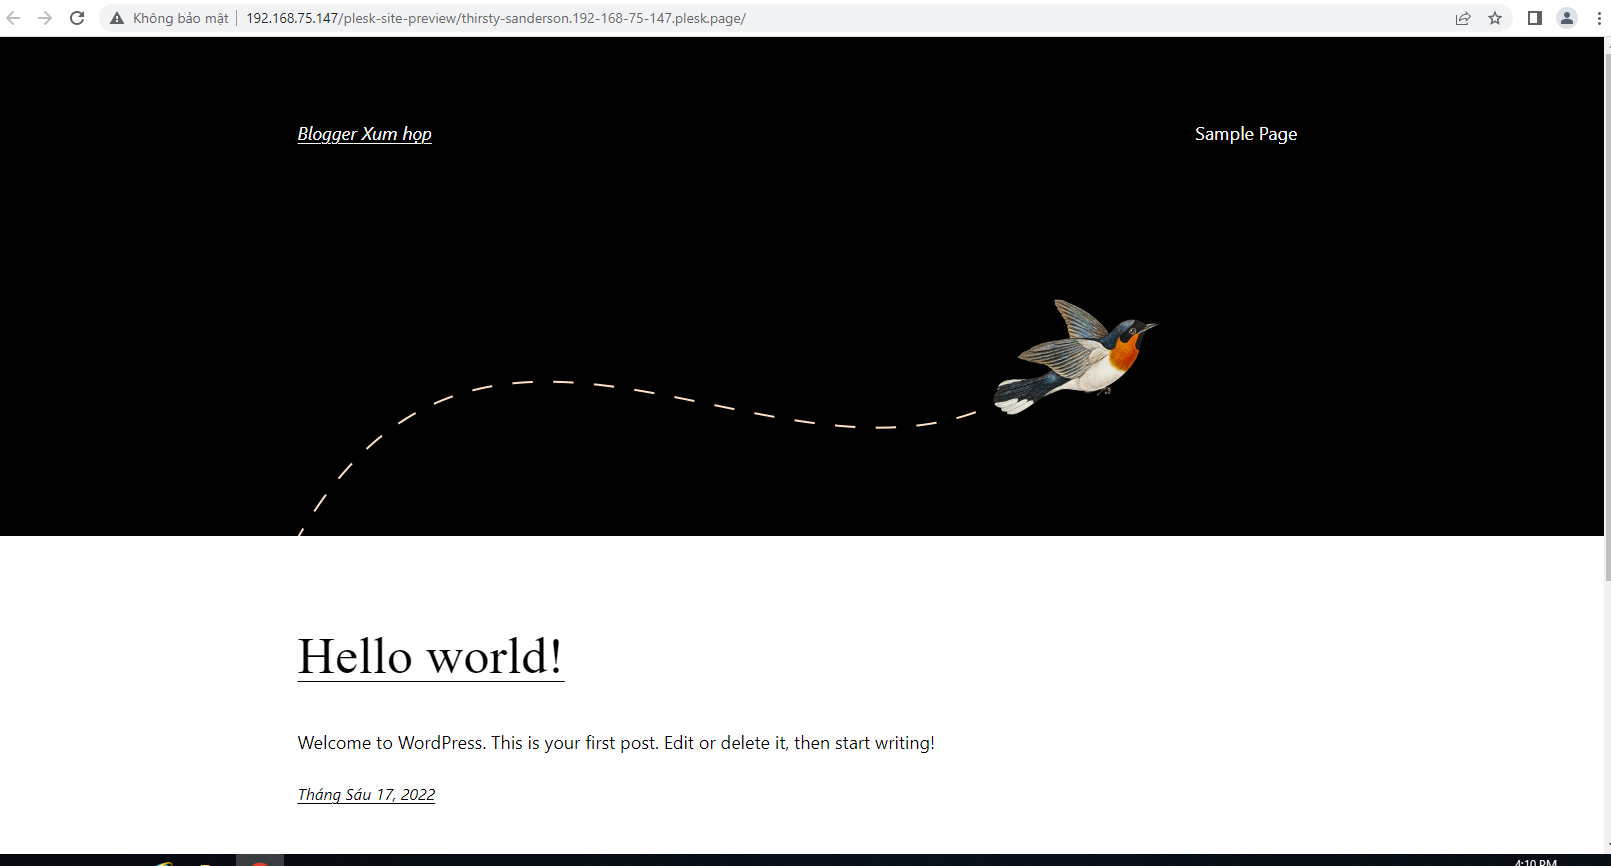 Không bảo mật
192.168.75.147/plesk-site-preview/thirsty-sanderson.192-168-75-147.plesk.page/
Blogger Xum họp
Sample Page
Hello world!
Welcome to WordPress. This is your first post. Edit or delete it, then start writing!
Tháng Sáu 17, 2022
4:10 PM